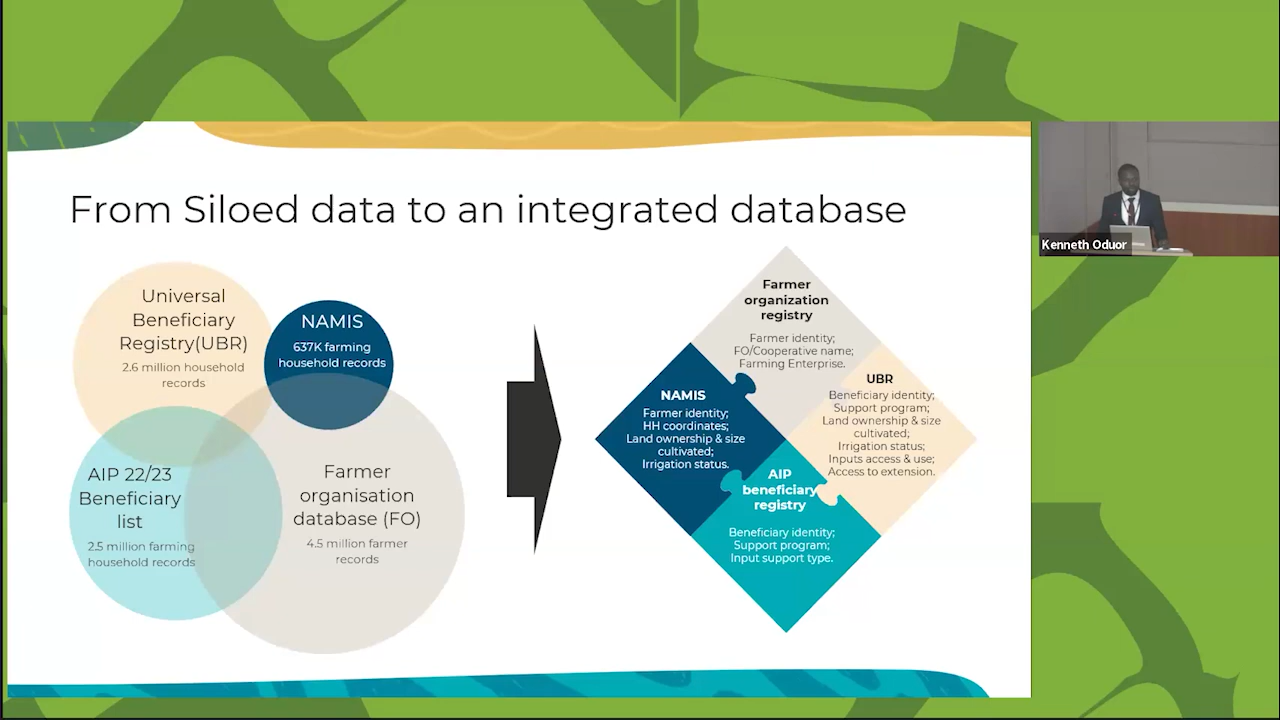 From Siloed data to an integrated database
Universal
Beneficiary
Registry(UBR)
2.6 million household
records
NAMIS
637K farming
household records
AIP 22/23
Beneficiary
list
2.5 million farming
household records
Farmer
organisation
database (FO)
4.5 million farmer
records
Farmer
organization
registry
Farmer identity;
FO/Cooperative name;
Farming Enterprise.
NAMIS
Farmer identity;
HH coordinates;
Land ownership & size
cultivated;
Irrigation status.
UBR
Beneficiary identity;
Support program;
Land ownership & size
cultivated;
Irrigation status;
Inputs access & use;
Access to extension.
AIP
beneficiary
registry
Beneficiary identity;
Support program;
Input support type.
Kenneth Oduor